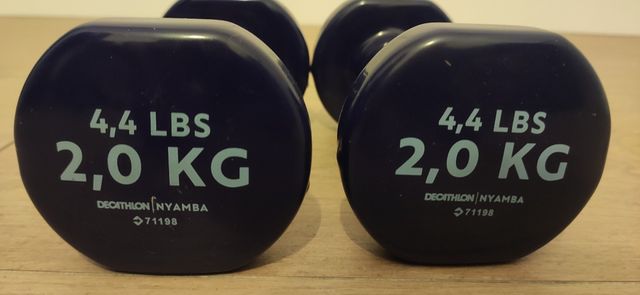 4,4 LBS
2,0 KG
DECATHLON | NYAMBA
71198
4,4 LBS
2,0 KG
DECATHLON | NYAMBA
71198